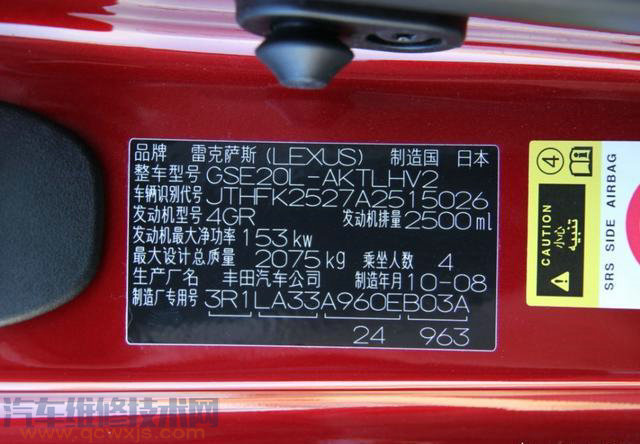 品牌 雷克萨斯(LEXUS) 制造国 日本
整车型号 GSE20L-AKTLHV2
车辆识别代号 JTHFK2527A2515026
发动机型号 4GR 发动机排量 2500ml
发动机最大净功率 153kw
最大设计总质量 2075kg 乘坐人数 4
生产厂名 丰田汽车公司 制造年月 10-08
制造厂专用号 3R1LA33A960EB03A
24 963
4
CAUTION
小心
تنبيه
SRS SIDE AIRBAG
汽车维修技术网
www.qcwxjs.com